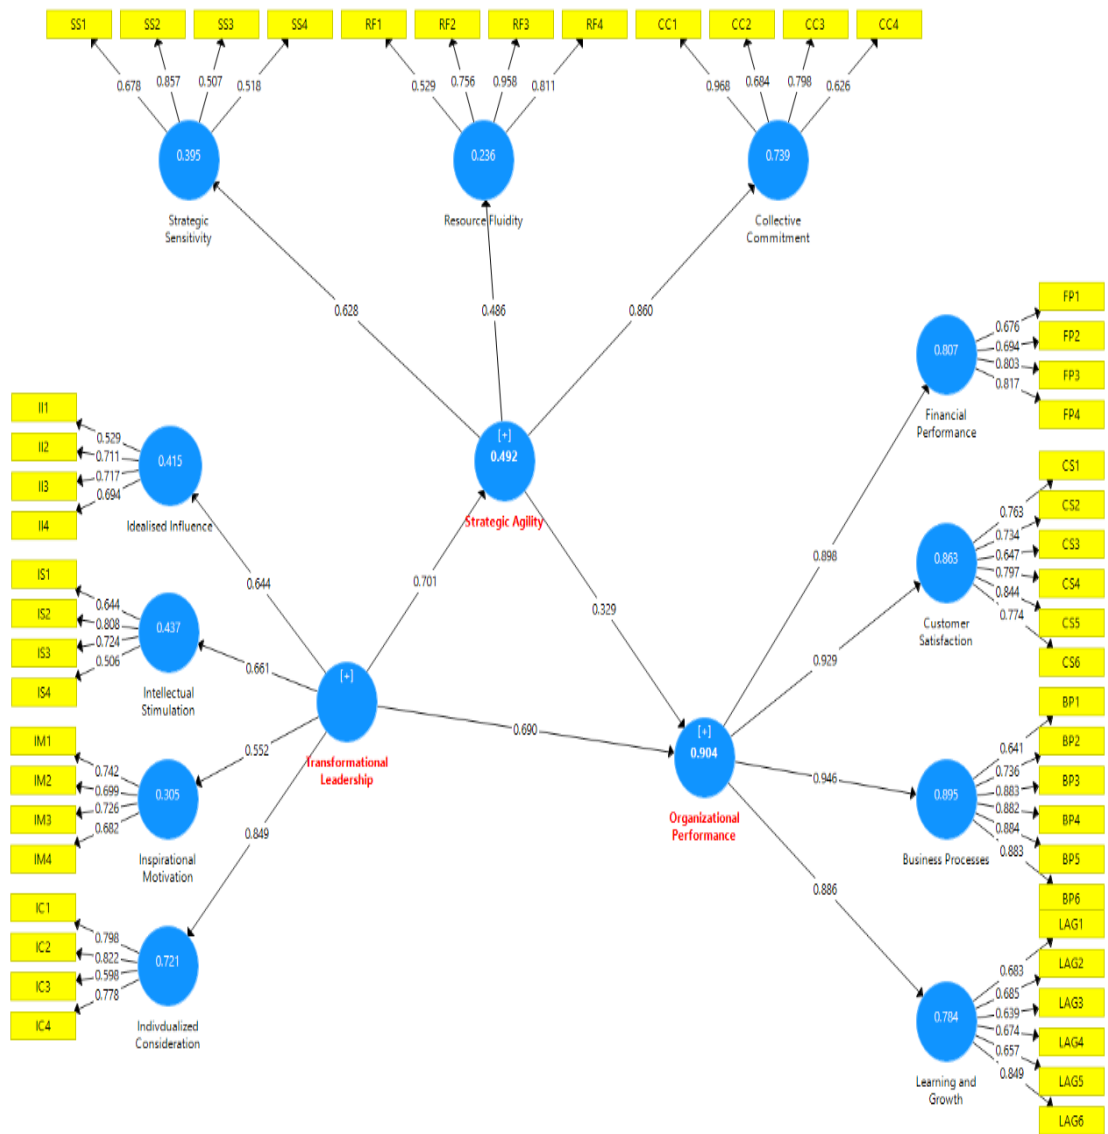 SS1 SS2 SS3 SS4 RF1 RF2 RF3 RF4 CC1 CC2 CC3 CC4
0.678 0.857 0.507 0.518 0.529 0.756 0.958 0.811 0.968 0.684 0.798 0.626
0.395 0.236 0.739
Strategic
Sensitivity
Resource Fluidity
Collective
Commitment
0.628 0.486 0.860
FP1
FP2
FP3
FP4
0.676
0.694
0.803
0.817
0.807
Financial
Performance
II1
II2
II3
II4
0.529
0.711
0.717
0.694
0.415
Idealised Influence
[+]
0.492
Strategic Agility
CS1
CS2
CS3
CS4
CS5
CS6
0.763
0.734
0.647
0.797
0.844
0.774
0.863
Customer
Satisfaction
0.898
0.644
0.701
0.329
0.929
IS1
IS2
IS3
IS4
0.644
0.808
0.724
0.506
0.437
Intellectual
Stimulation
0.661
[+]
Transformational
Leadership
0.690
[+]
0.904
Organizational
Performance
0.552
0.849
0.946
0.886
IM1
IM2
IM3
IM4
0.742
0.699
0.726
0.682
0.305
Inspirational
Motivation
BP1
BP2
BP3
BP4
BP5
BP6
0.641
0.736
0.883
0.882
0.884
0.883
0.895
Business Processes
IC1
IC2
IC3
IC4
0.798
0.822
0.598
0.778
0.721
Indivdualized
Consideration
LAG1
LAG2
LAG3
LAG4
LAG5
LAG6
0.683
0.685
0.639
0.674
0.657
0.849
0.784
Learning and
Growth